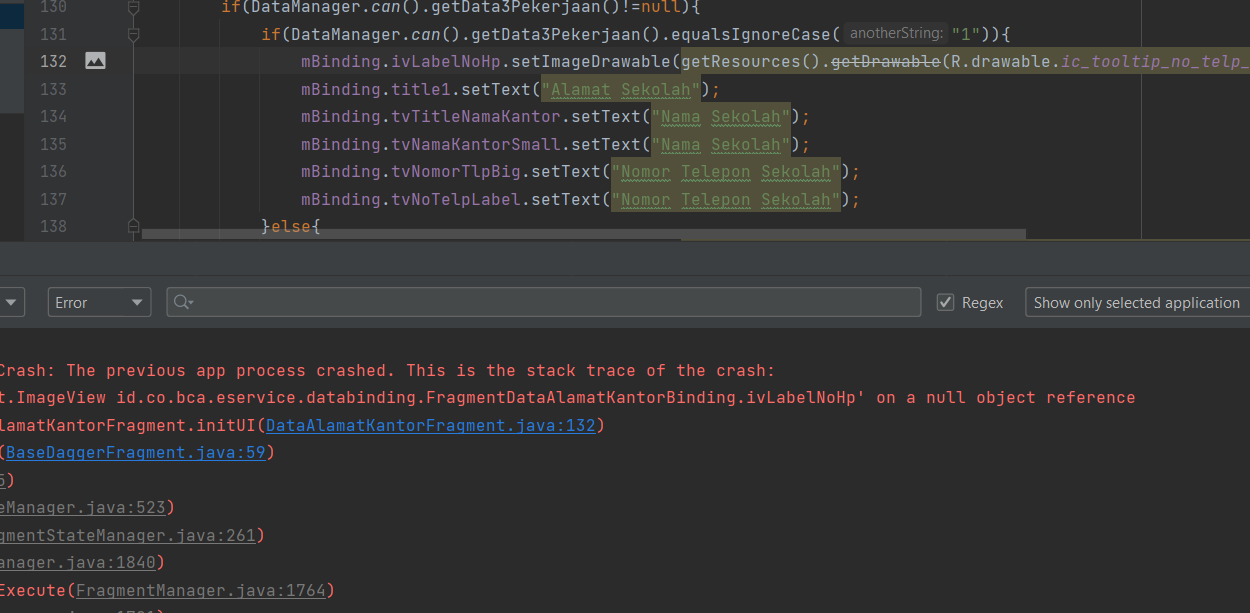 130 if(DataManager.can().getData3Pekerjaan()!=null){
131 if(DataManager.can().getData3Pekerjaan().equalsIgnoreCase( anotherString: "1")){
132 mBinding.ivLabelNoHp.setImageDrawable(getResources().getDrawable(R.drawable.ic_tooltip_no_telp_
133 mBinding.title1.setText("Alamat Sekolah");
134 mBinding.tvTitleNamaKantor.setText("Nama Sekolah");
135 mBinding.tvNamaKantorSmall.setText("Nama Sekolah");
136 mBinding.tvNomorTlpBig.setText("Nomor Telepon Sekolah");
137 mBinding.tvNoTelpLabel.setText("Nomor Telepon Sekolah");
138 }else{
Error Regex Show only selected application
Crash: The previous app process crashed. This is the stack trace of the crash:
t.ImageView id.co.bca.eservice.databinding.FragmentDataAlamatKantorBinding.ivLabelNoHp' on a null object reference
lamatKantorFragment.initUI(DataAlamatKantorFragment.java:132)
(BaseDaggerFragment.java:59)
5)
eManager.java:523)
gmentStateManager.java:261)
anager.java:1840)
Execute(FragmentManager.java:1764)